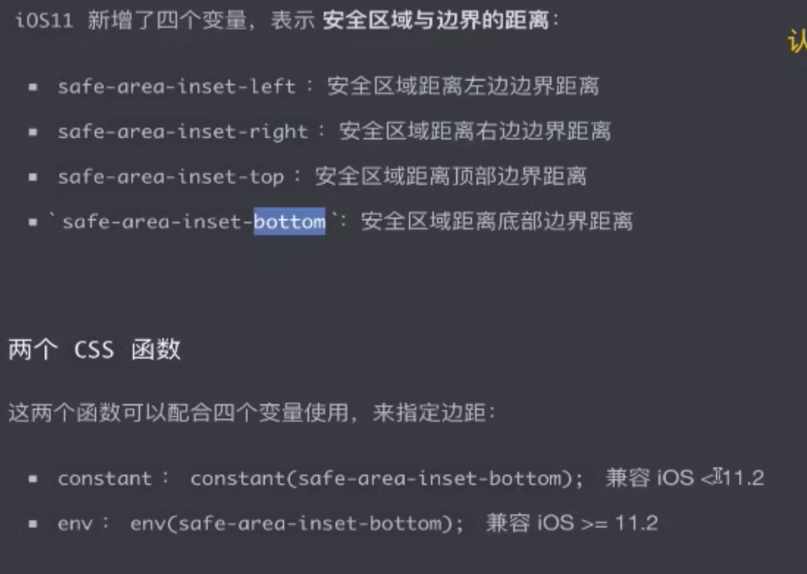 iOS11 新增了四个变量，表示 安全区域与边界的距离：
认
▪ safe-area-inset-left：安全区域距离左边边界距离
▪ safe-area-inset-right：安全区域距离右边边界距离
▪ safe-area-inset-top：安全区域距离顶部边界距离
▪ `safe-area-inset-bottom`：安全区域距离底部边界距离
两个 CSS 函数
这两个函数可以配合四个变量使用，来指定边距：
▪ constant： constant(safe-area-inset-bottom); 兼容 iOS < 11.2
▪ env： env(safe-area-inset-bottom); 兼容 iOS >= 11.2